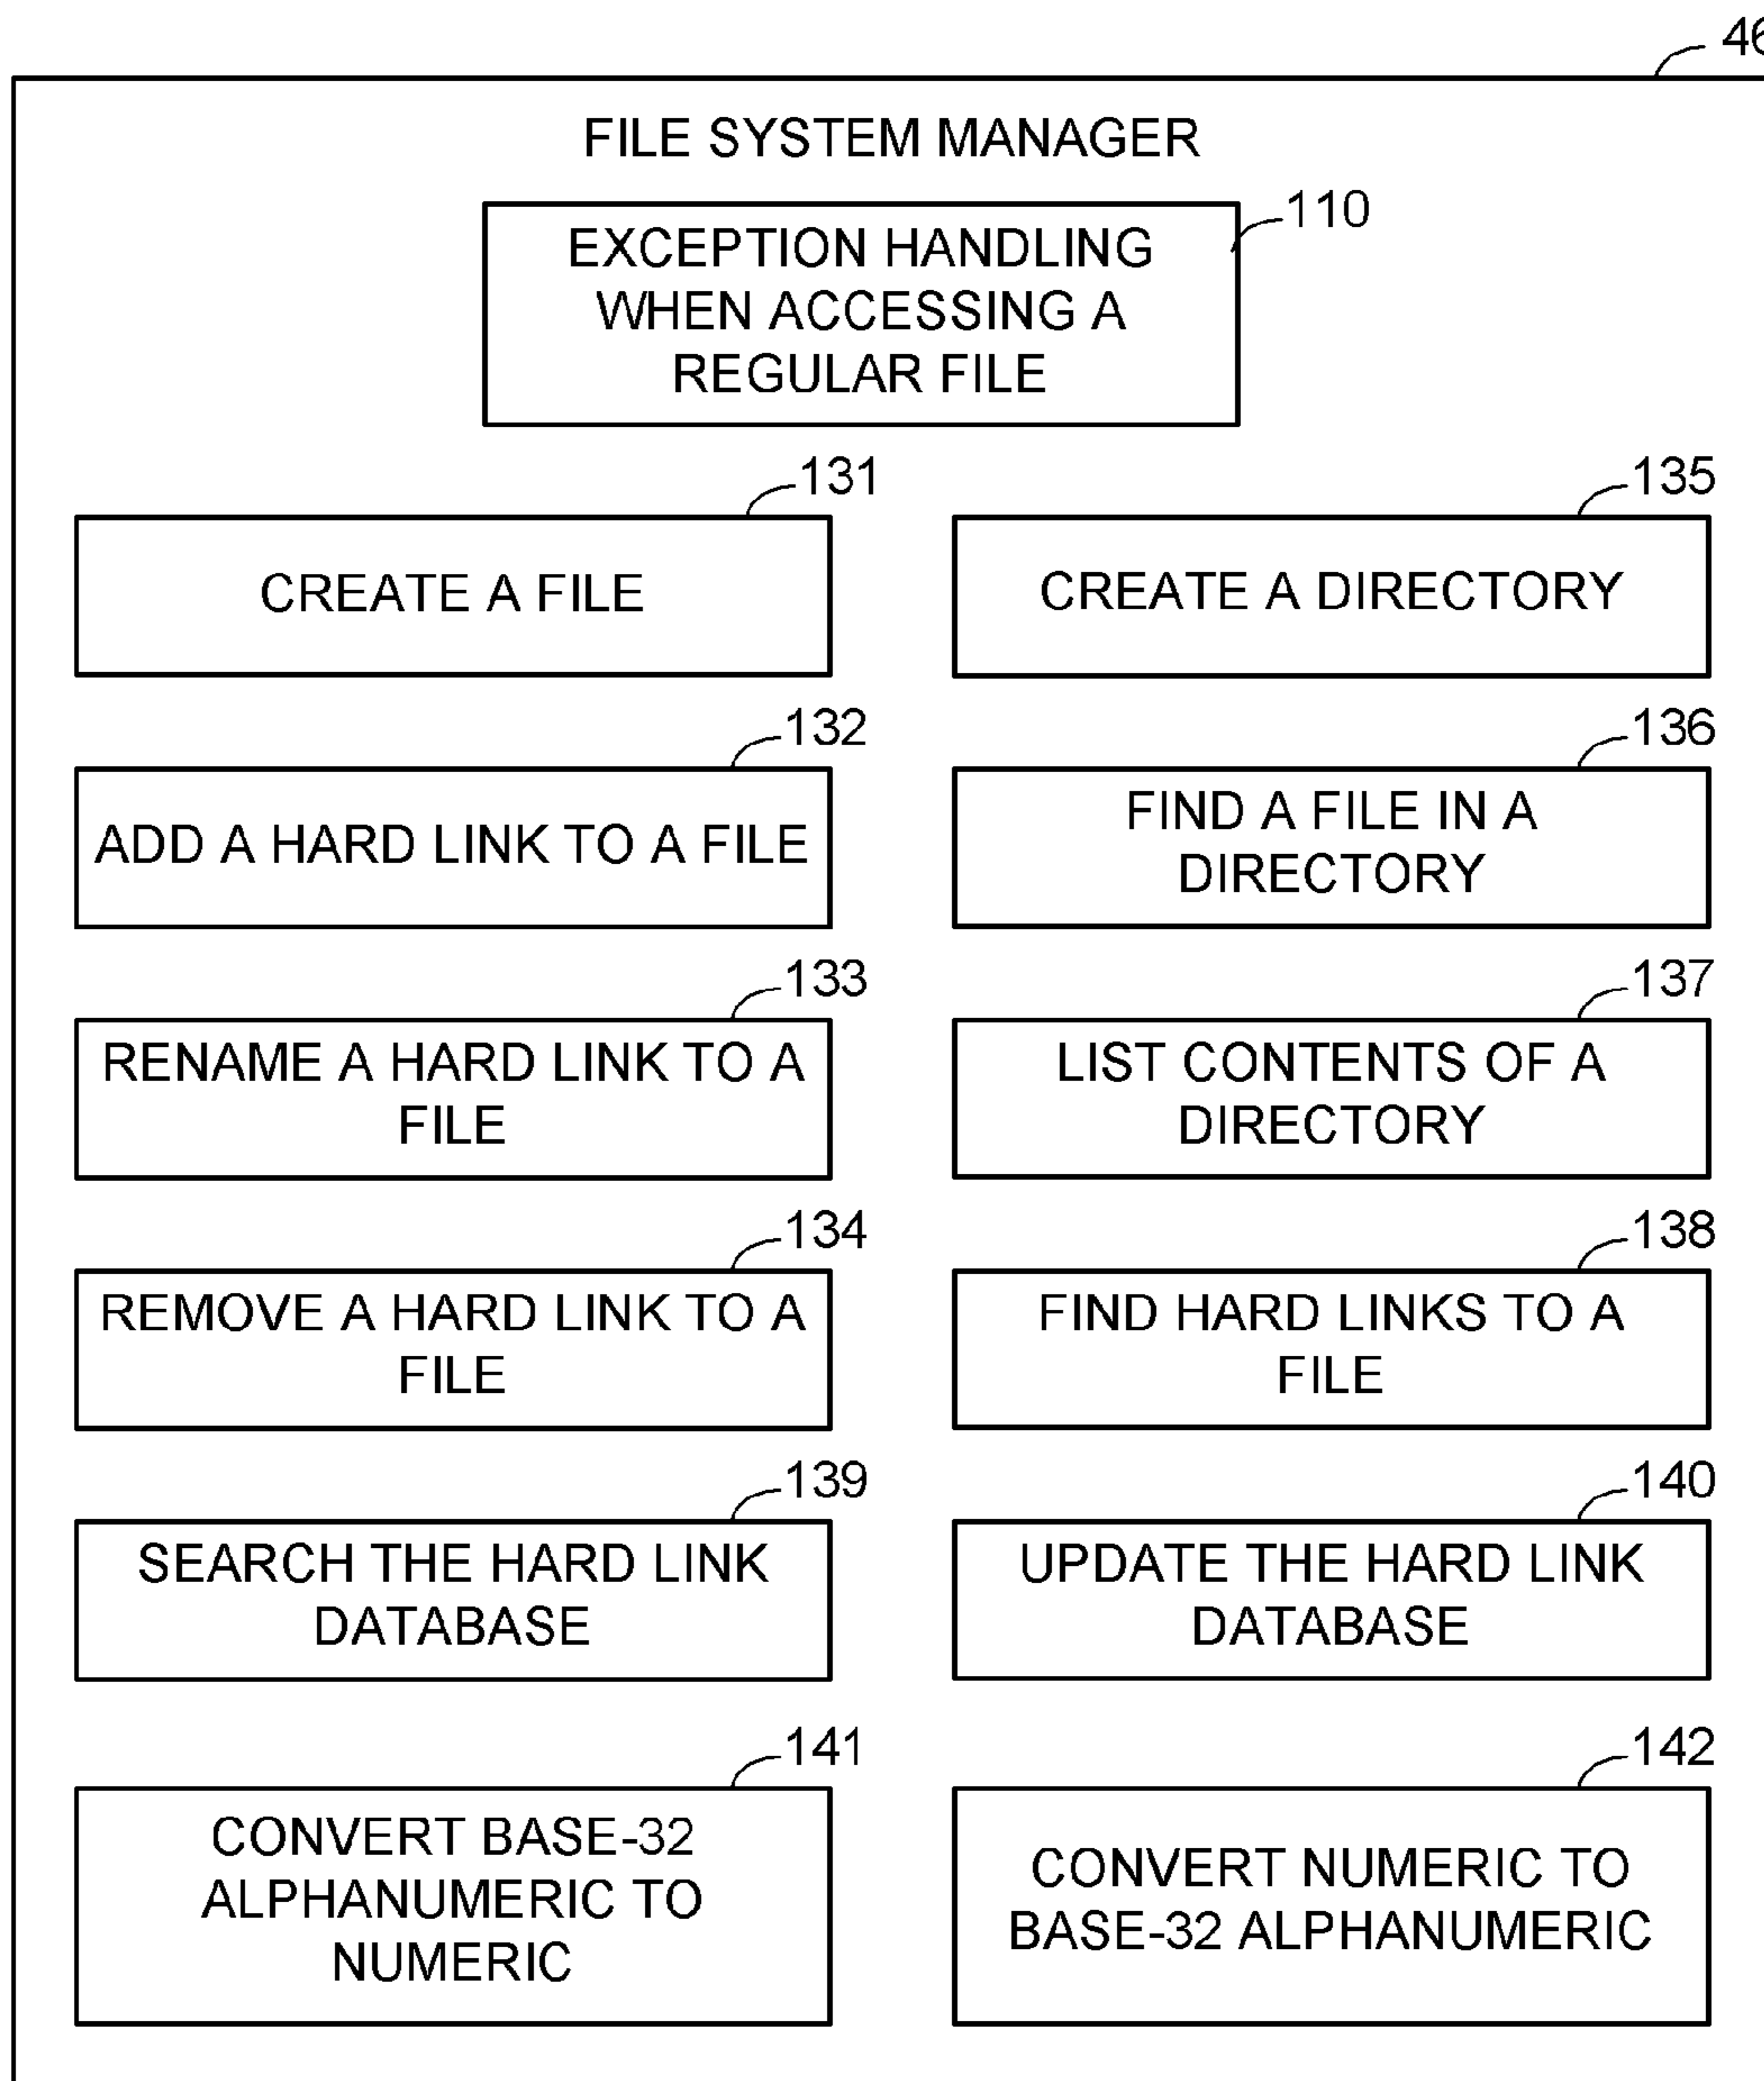 46
FILE SYSTEM MANAGER
110
EXCEPTION HANDLING
WHEN ACCESSING A
REGULAR FILE
131
CREATE A FILE
135
CREATE A DIRECTORY
132
ADD A HARD LINK TO A FILE
136
FIND A FILE IN A
DIRECTORY
133
RENAME A HARD LINK TO A
FILE
137
LIST CONTENTS OF A
DIRECTORY
134
REMOVE A HARD LINK TO A
FILE
138
FIND HARD LINKS TO A
FILE
139
SEARCH THE HARD LINK
DATABASE
140
UPDATE THE HARD LINK
DATABASE
141
CONVERT BASE-32
ALPHANUMERIC TO
NUMERIC
142
CONVERT NUMERIC TO
BASE-32 ALPHANUMERIC